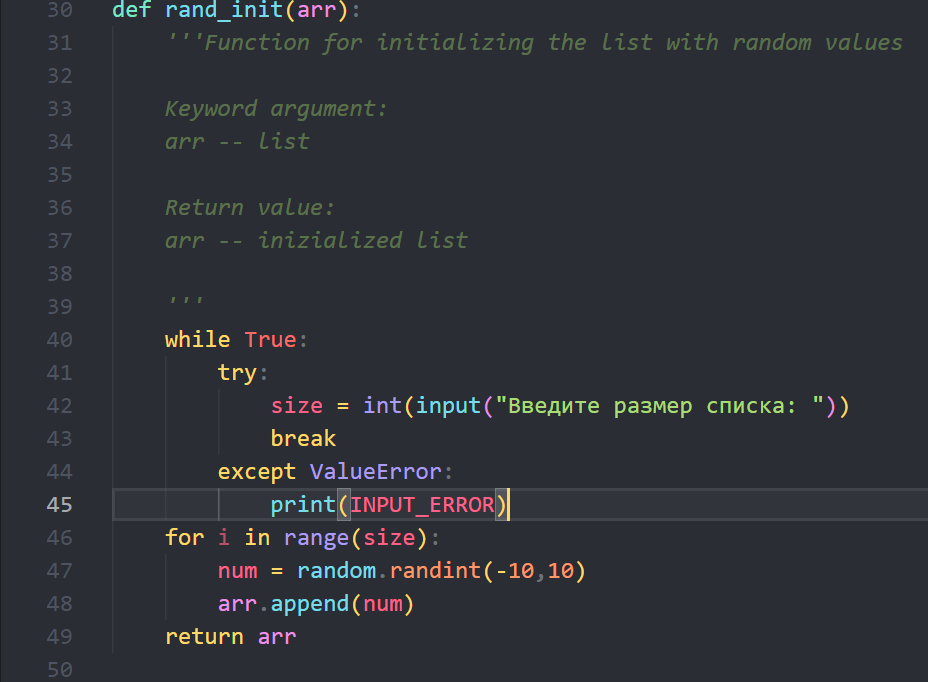 30 def rand_init(arr):
31 '''Function for initializing the list with random values
32
33 Keyword argument:
34 arr -- list
35
36 Return value:
37 arr -- inizialized list
38
39 '''
40 while True:
41 try:
42 size = int(input("Введите размер списка: "))
43 break
44 except ValueError:
45 print(INPUT_ERROR)
46 for i in range(size):
47 num = random.randint(-10,10)
48 arr.append(num)
49 return arr
50